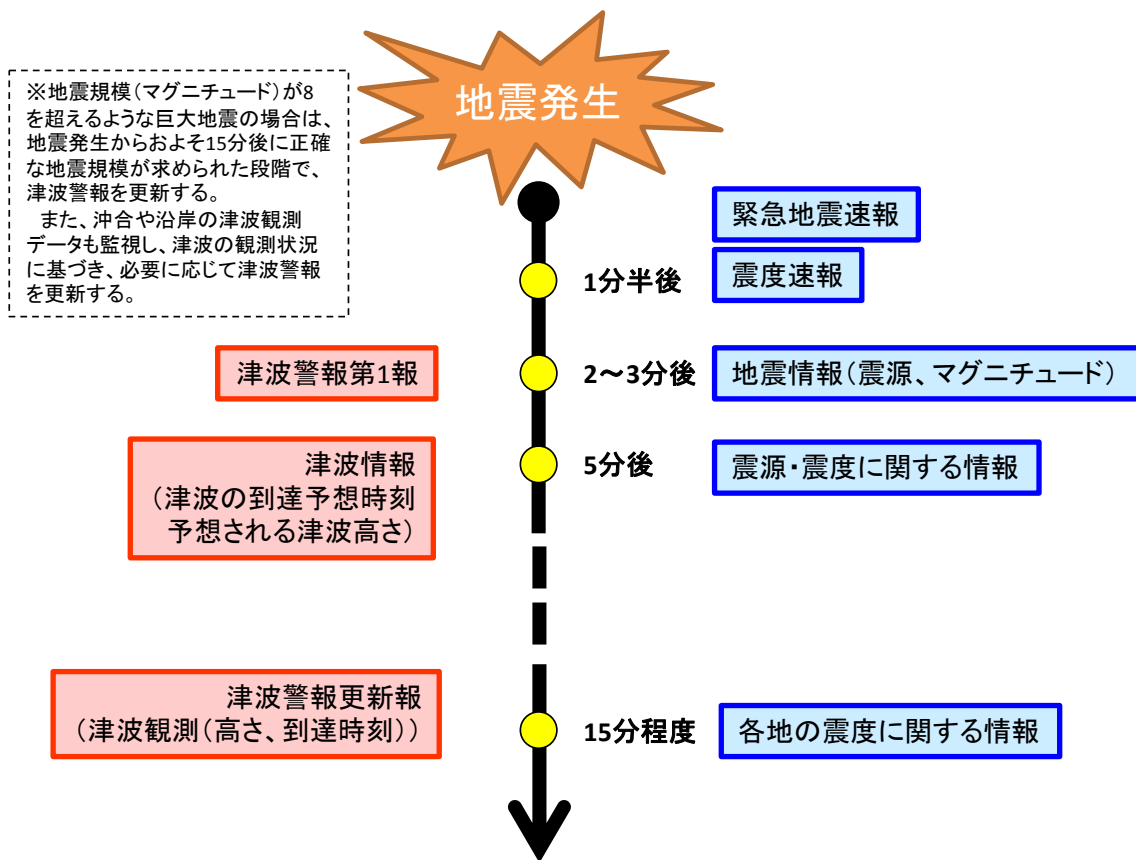 地震発生
※地震規模(マグニチュード)が8
を超えるような巨大地震の場合は、
地震発生からおよそ15分後に正確
な地震規模が求められた段階で、
津波警報を更新する。
また、沖合や沿岸の津波観測
データも監視し、津波の観測状況
に基づき、必要に応じて津波警報
を更新する。
緊急地震速報
1分半後
震度速報
津波警報第1報
2~3分後
地震情報(震源、マグニチュード)
津波情報
(津波の到達予想時刻
予想される津波高さ)
5分後
震源・震度に関する情報
津波警報更新報
(津波観測(高さ、到達時刻))
15分程度
各地の震度に関する情報